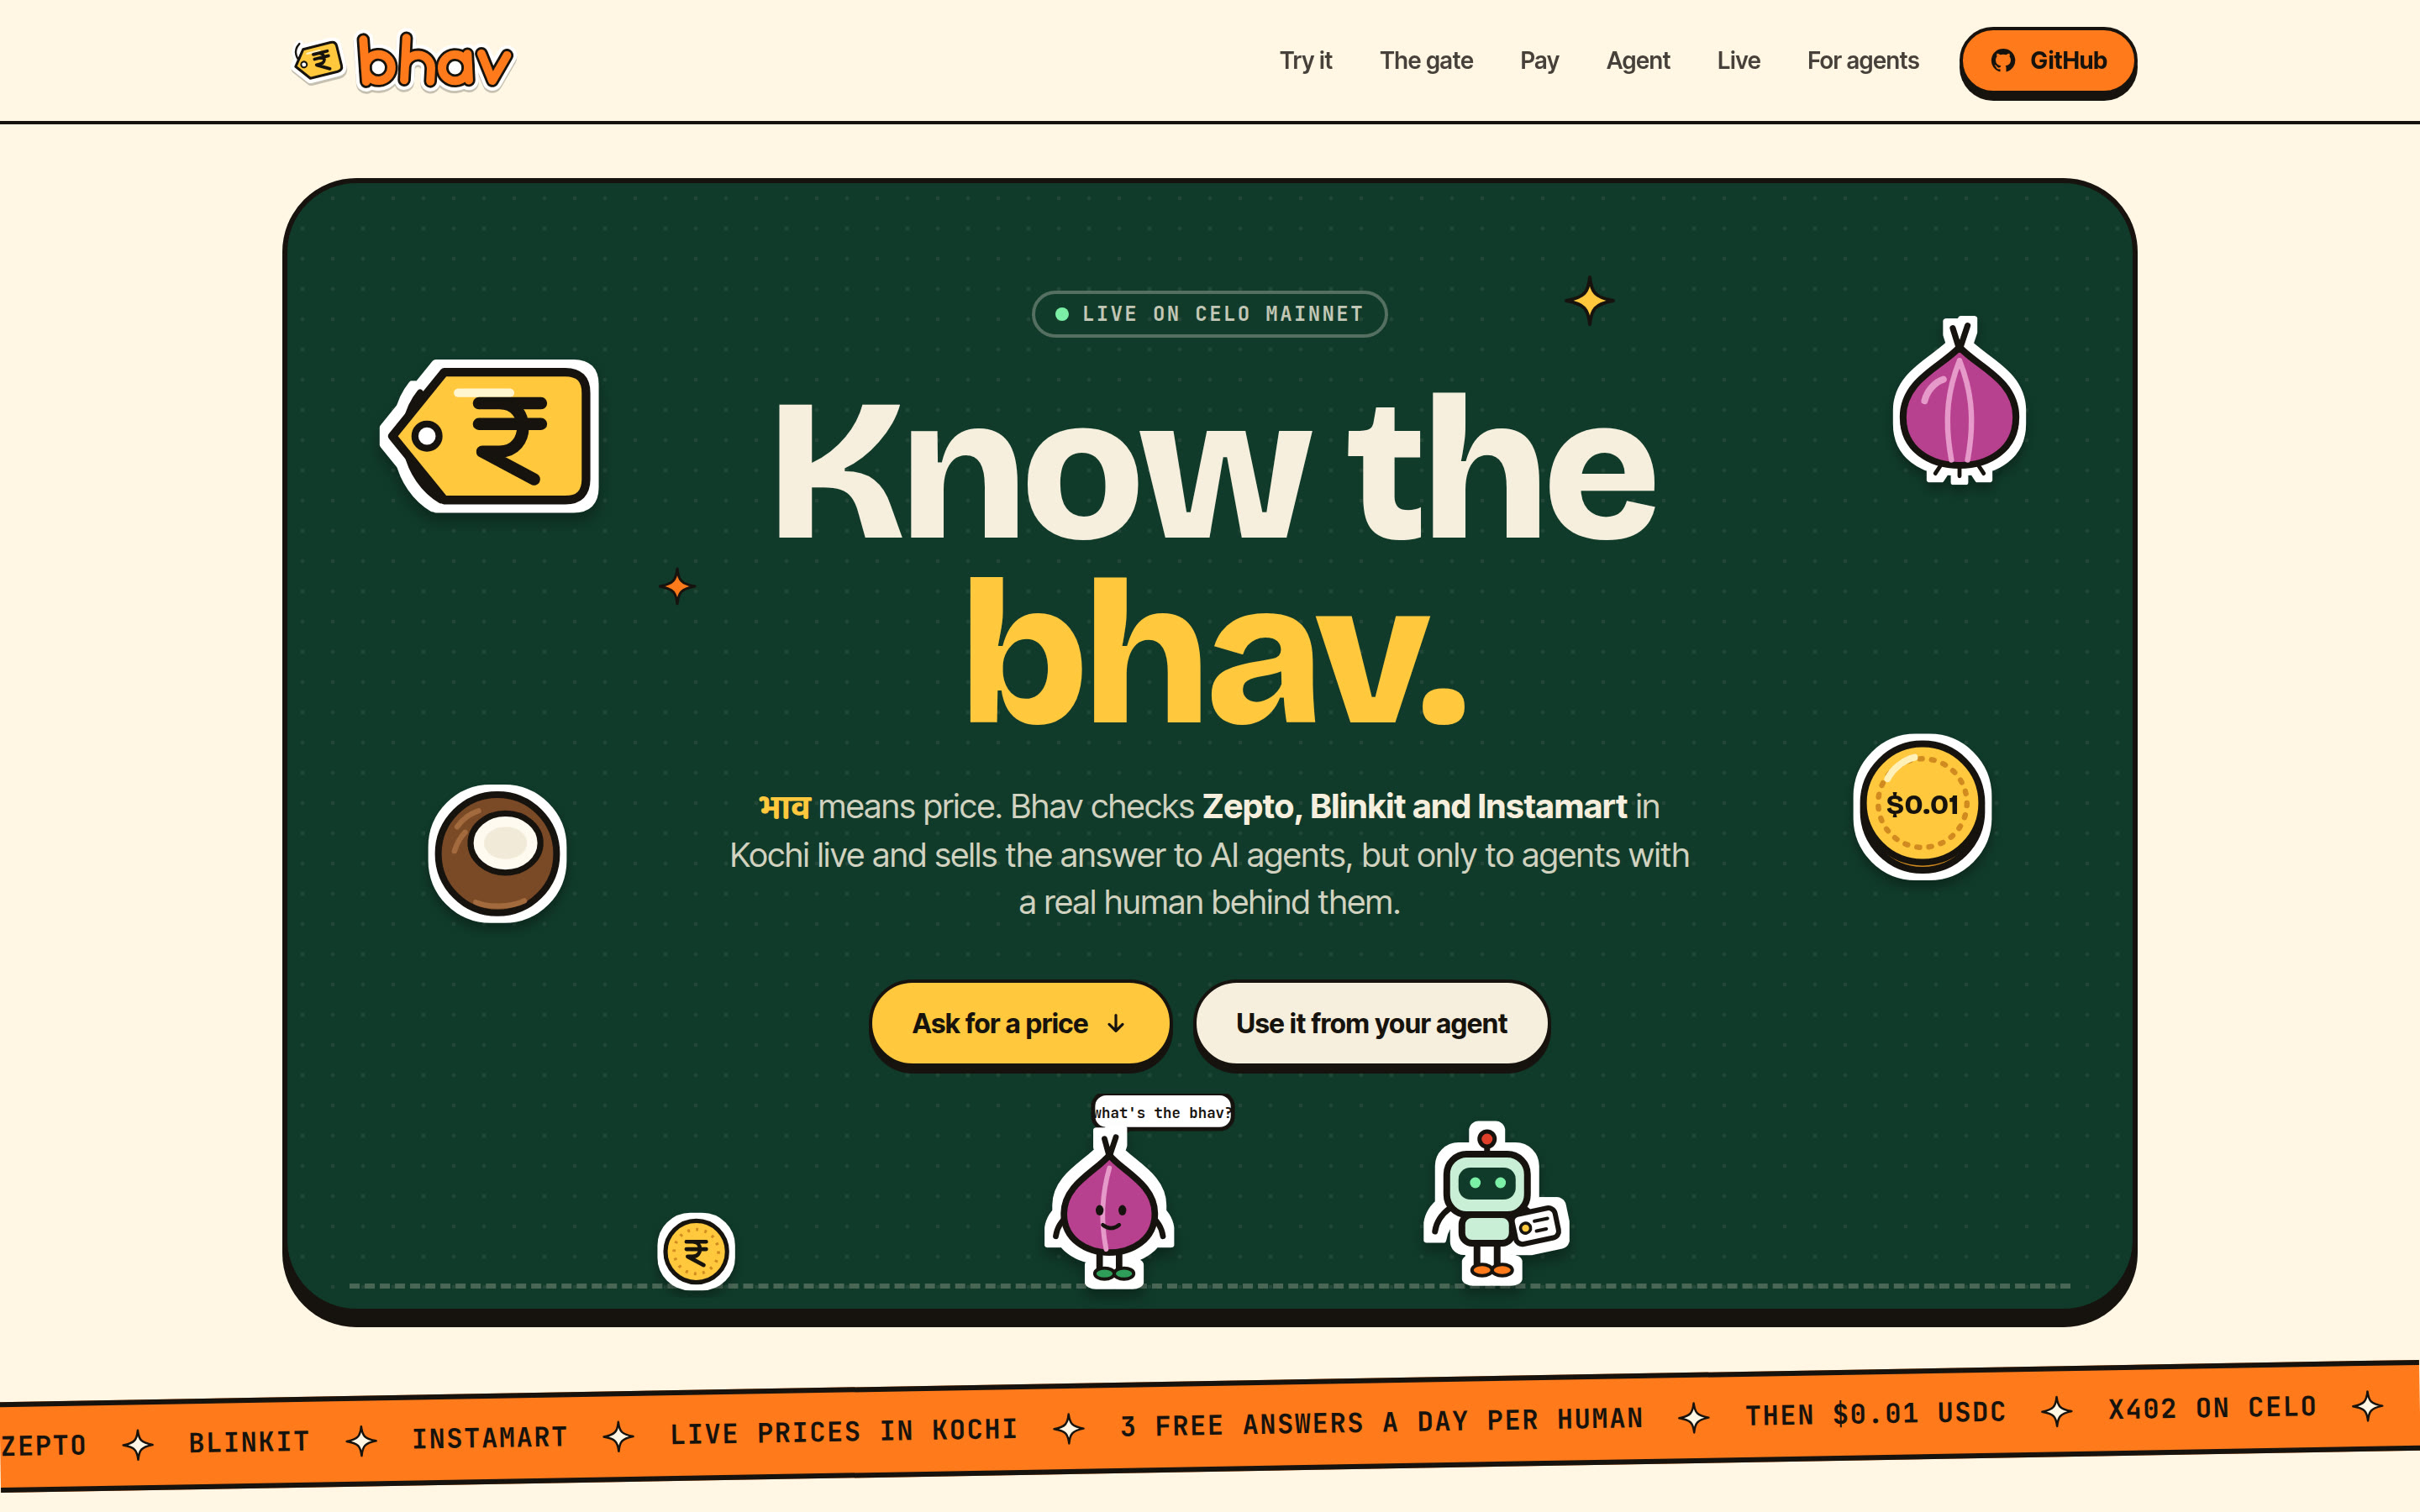 ₹ bhav
Try it
The gate
Pay
Agent
Live
For agents
GitHub
LIVE ON CELO MAINNET
₹
Know the
bhav.
भाव means price. Bhav checks Zepto, Blinkit and Instamart in
Kochi live and sells the answer to AI agents, but only to agents with
a real human behind them.
$0.01
Ask for a price ↓
Use it from your agent
what's the bhav?
₹
ZEPTO ✦ BLINKIT ✦ INSTAMART ✦ LIVE PRICES IN KOCHI ✦ 3 FREE ANSWERS A DAY PER HUMAN ✦ THEN $0.01 USDC ✦ X402 ON CELO ✦